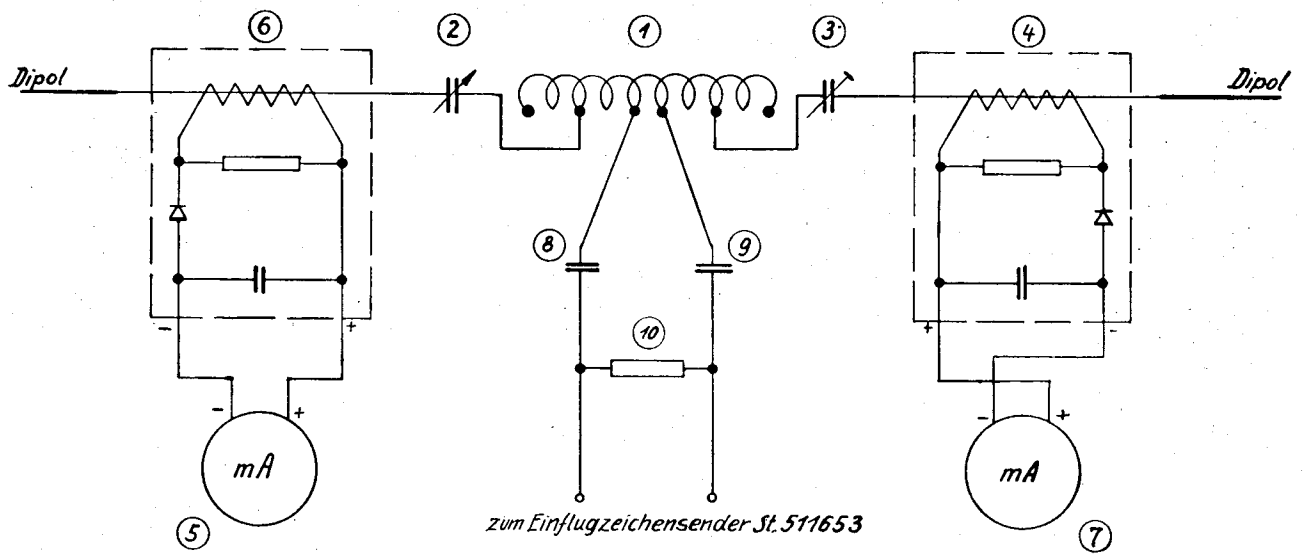 6 2 1 3 4
Dipol Dipol
8 9
10
- + + -
- + - +
mA mA
zum Einflugzeichensender St. 511653
5 7